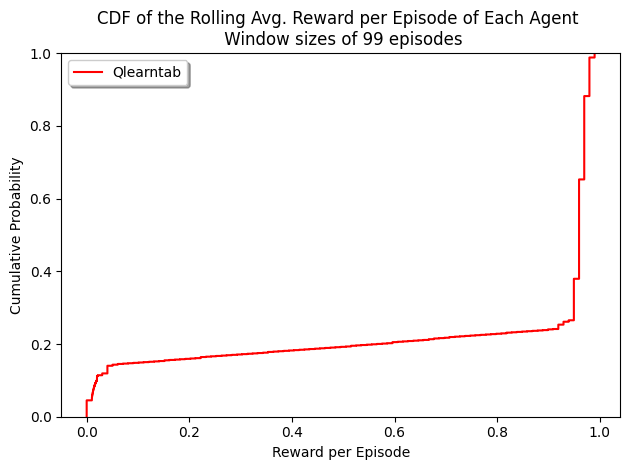 CDF of the Rolling Avg. Reward per Episode of Each Agent
Window sizes of 99 episodes
Qlearntab
Cumulative Probability
1.0
0.8
0.6
0.4
0.2
0.0
0.0 0.2 0.4 0.6 0.8 1.0
Reward per Episode